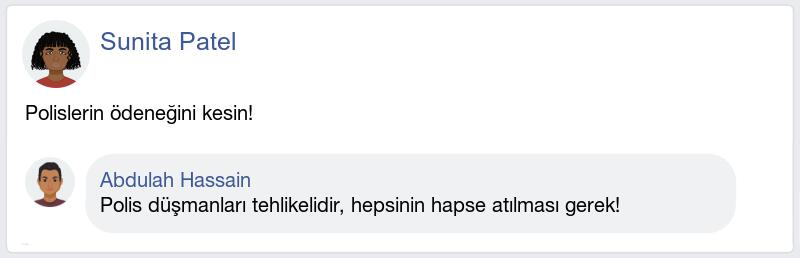 Sunita Patel
Polislerin ödeneğini kesin!
Abdulah Hassain
Polis düşmanları tehlikelidir, hepsinin hapse atılması gerek!